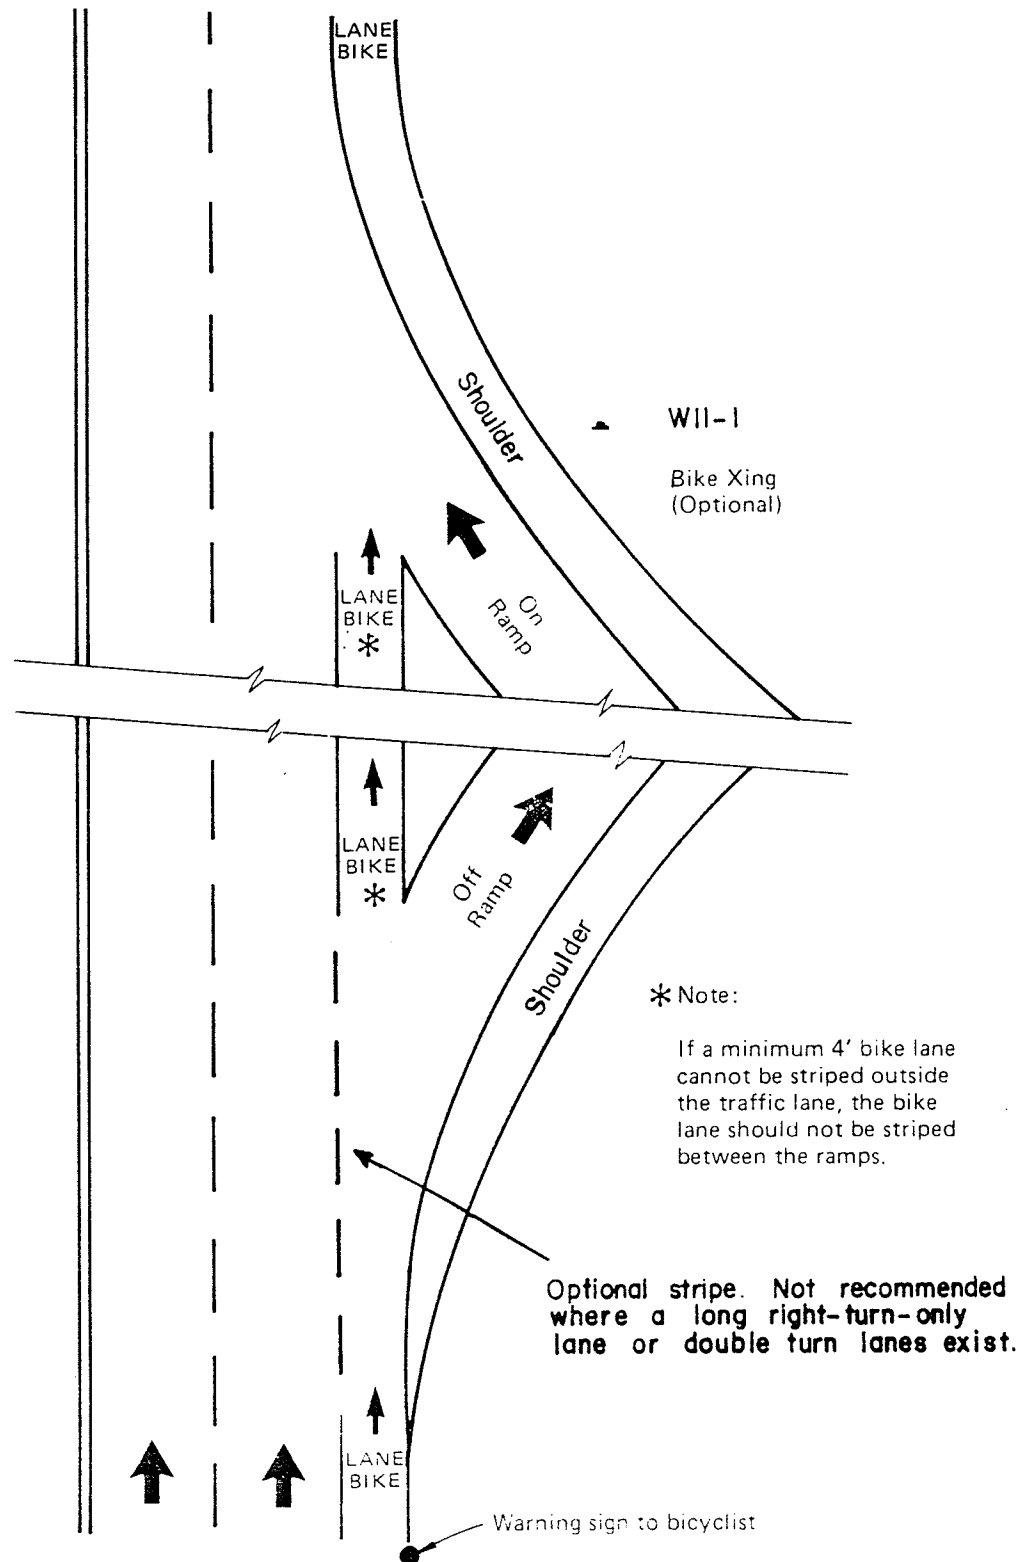 LANE
BIKE
Shoulder
W11-1
Bike Xing
(Optional)
LANE
BIKE
*
On
Ramp
LANE
BIKE
*
Off
Ramp
Shoulder
* Note:
If a minimum 4' bike lane
cannot be striped outside
the traffic lane, the bike
lane should not be striped
between the ramps.
Optional stripe. Not recommended
where a long right-turn-only
lane or double turn lanes exist.
LANE
BIKE
Warning sign to bicyclist